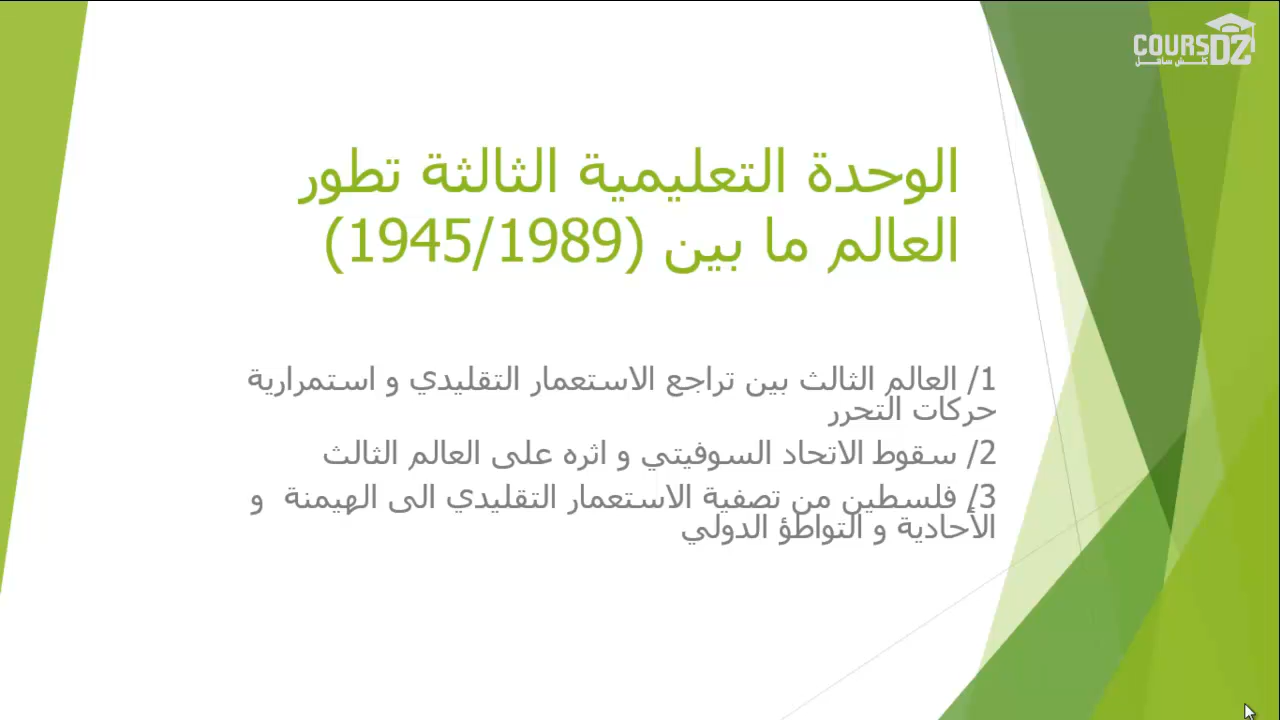 COURSDZ
كلش ساهل
الوحدة التعليمية الثالثة تطور
العالم ما بين (1945/1989)
1/ العالم الثالث بين تراجع الاستعمار التقليدي و استمرارية
حركات التحرر
2/ سقوط الاتحاد السوفيتي و اثره على العالم الثالث
3/ فلسطين من تصفية الاستعمار التقليدي الى الهيمنة و
الأحادية و التواطؤ الدولي